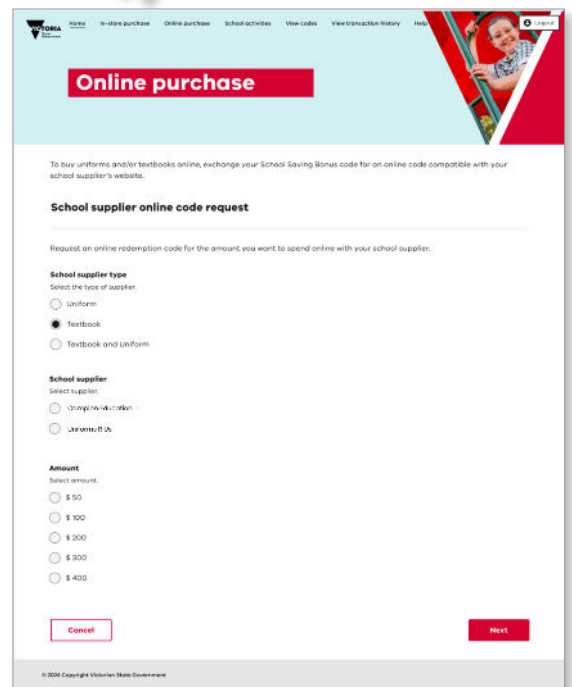 VICTORIA
State
Government
Home In-store purchase Online purchase School activities View codes View transaction history Help Logout
Online purchase
To buy uniforms and/or textbooks online, exchange your School Saving Bonus code for an online code compatible with your
school supplier's website.
School supplier online code request
Request an online redemption code for the amount you want to spend online with your school supplier.
School supplier type
Select the type of supplier.
Uniform
Textbook
Textbook and Uniform
School supplier
Select supplier.
Campion Education
Uniforms R Us
Amount
Select amount.
$ 50
$ 100
$ 200
$ 300
$ 400
Cancel Next
© 2024 Copyright Victorian State Government